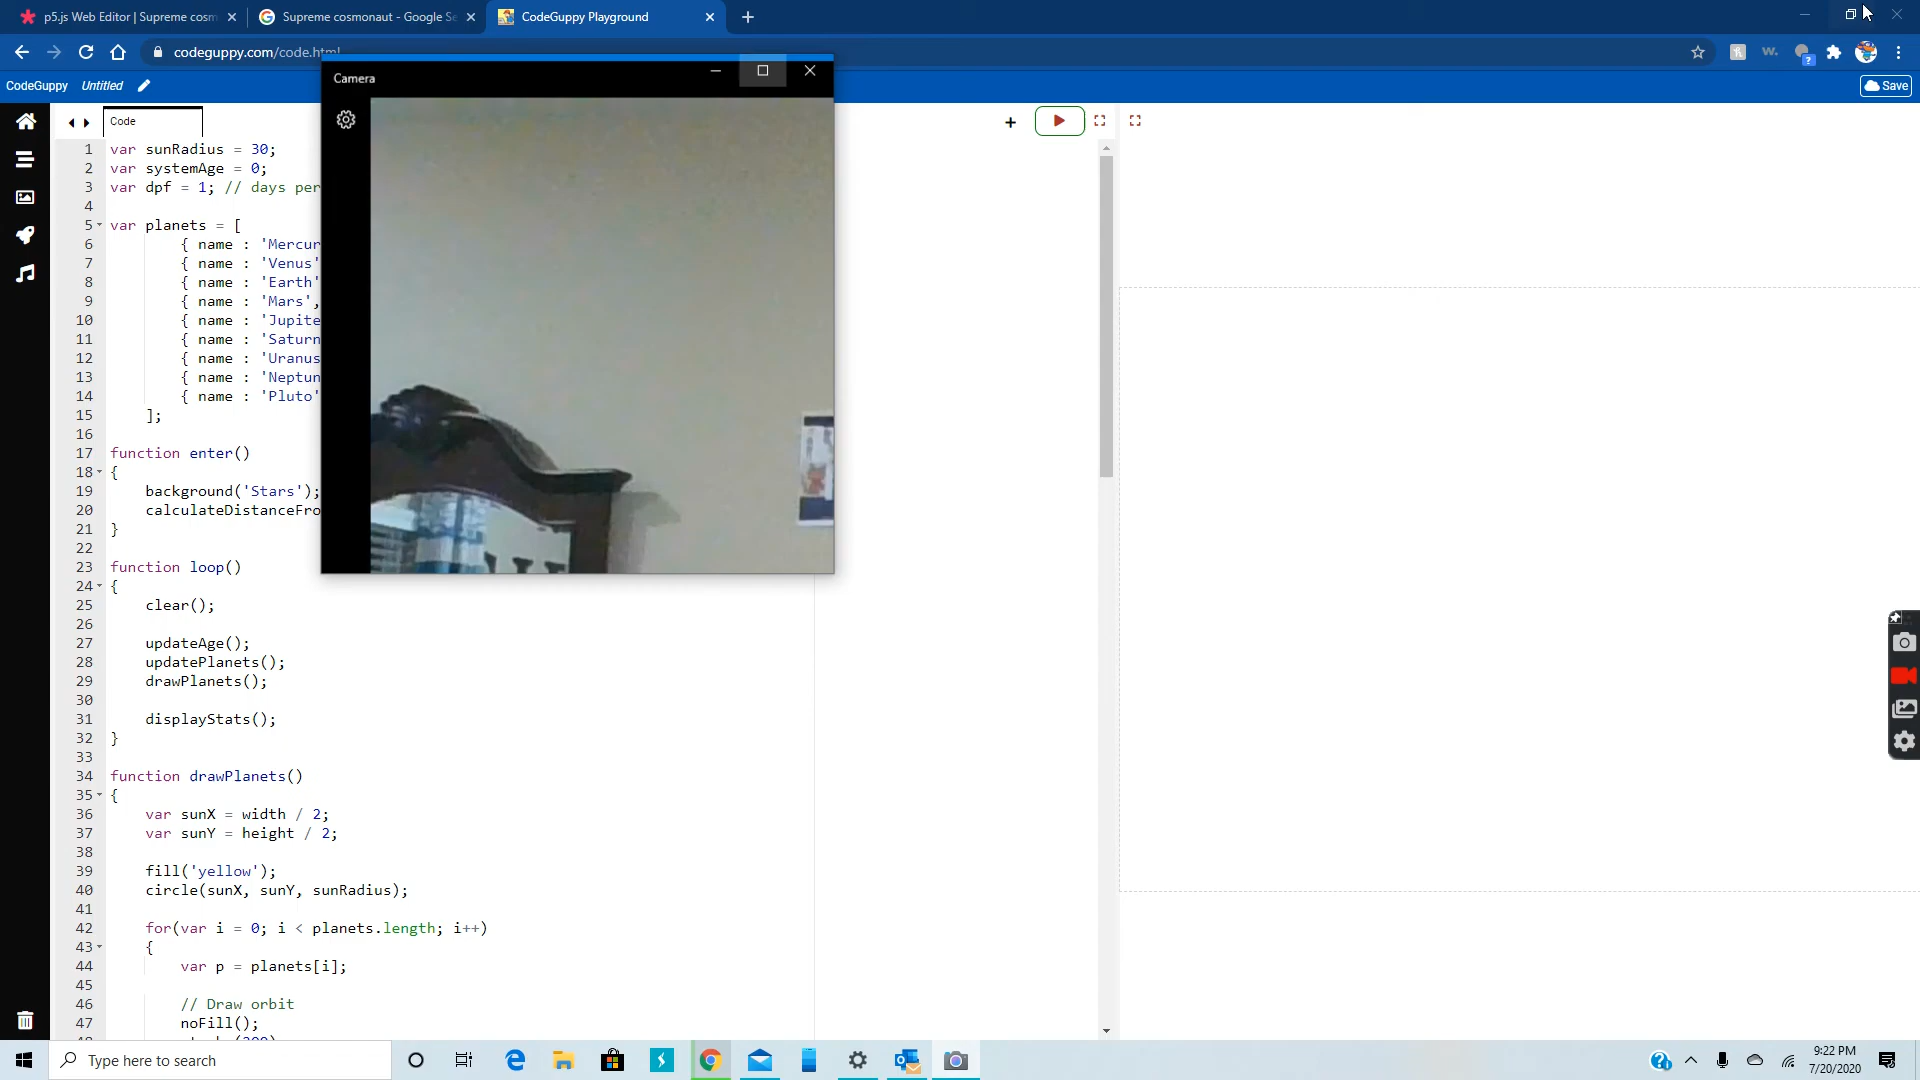 p5.js Web Editor | Supreme cosm
Supreme cosmonaut - Google Se
CodeGuppy Playground
codeguppy.com/code.html
CodeGuppy
Untitled
Save
Camera
Code
1 var sunRadius = 30;
2 var systemAge = 0;
3 var dpf = 1; // days per
4
5 var planets = [
6 { name : 'Mercur
7 { name : 'Venus'
8 { name : 'Earth'
9 { name : 'Mars',
10 { name : 'Jupite
11 { name : 'Saturn
12 { name : 'Uranus
13 { name : 'Neptun
14 { name : 'Pluto'
15 ];
16
17 function enter()
18 {
19 background('Stars');
20 calculateDistanceFro
21 }
22
23 function loop()
24 {
25 clear();
26
27 updateAge();
28 updatePlanets();
29 drawPlanets();
30
31 displayStats();
32 }
33
34 function drawPlanets()
35 {
36 var sunX = width / 2;
37 var sunY = height / 2;
38
39 fill('yellow');
40 circle(sunX, sunY, sunRadius);
41
42 for(var i = 0; i < planets.length; i++)
43 {
44 var p = planets[i];
45
46 // Draw orbit
47 noFill();
Type here to search
9:22 PM
7/20/2020